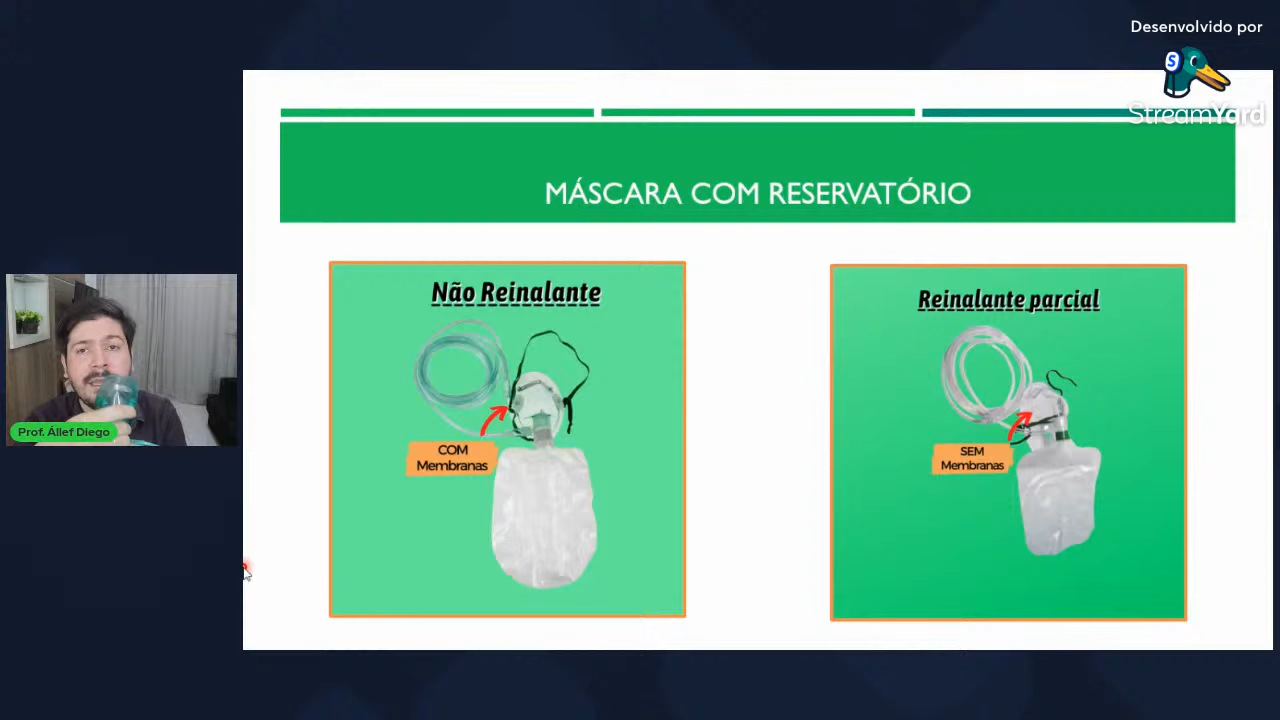 Desenvolvido por
S
StreamYard
MÁSCARA COM RESERVATÓRIO
Não Reinalante
COM
Membranas
Reinalante parcial
SEM
Membranas
Prof. Állef Diego